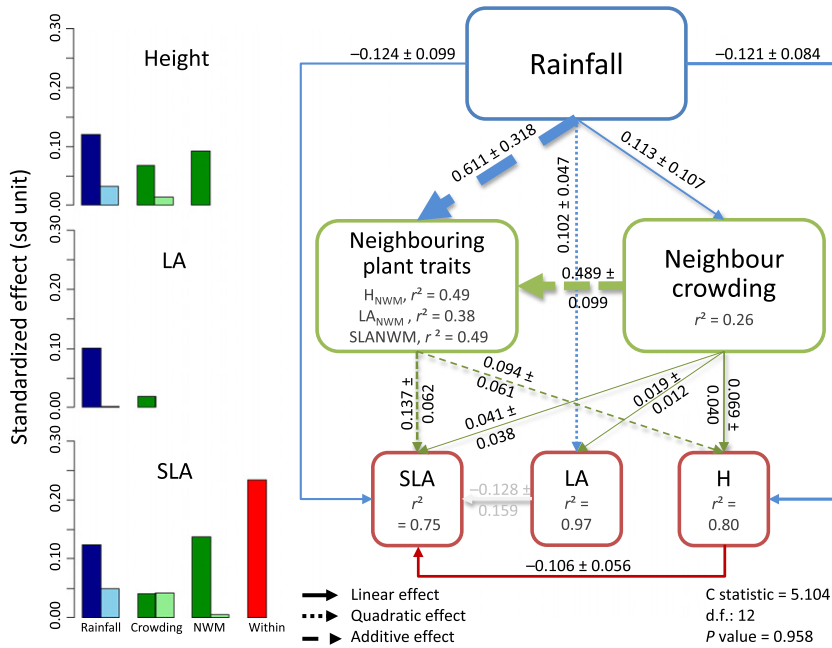 Standardized effect (sd unit)
Height
0.30
0.20
0.10
0.00
LA
0.30
0.20
0.10
0.00
SLA
0.30
0.20
0.10
0.00
Rainfall Crowding NWM Within
–0.124 ± 0.099
Rainfall
–0.121 ± 0.084
0.611 ± 0.318
0.102 ± 0.047
0.113 ± 0.107
Neighbouring
plant traits
H_NWM, r² = 0.49
LA_NWM , r² = 0.38
SLANWM, r² = 0.49
0.489 ±
0.099
Neighbour
crowding
r² = 0.26
0.137 ±
0.062
0.094 ±
0.061
0.041 ±
0.038
0.019 ±
0.012
0.069 ±
0.040
SLA
r²
= 0.75
–0.128 ±
0.159
LA
r² =
0.97
H
r² =
0.80
–0.106 ± 0.056
Linear effect
Quadratic effect
Additive effect
C statistic = 5.104
d.f.: 12
P value = 0.958